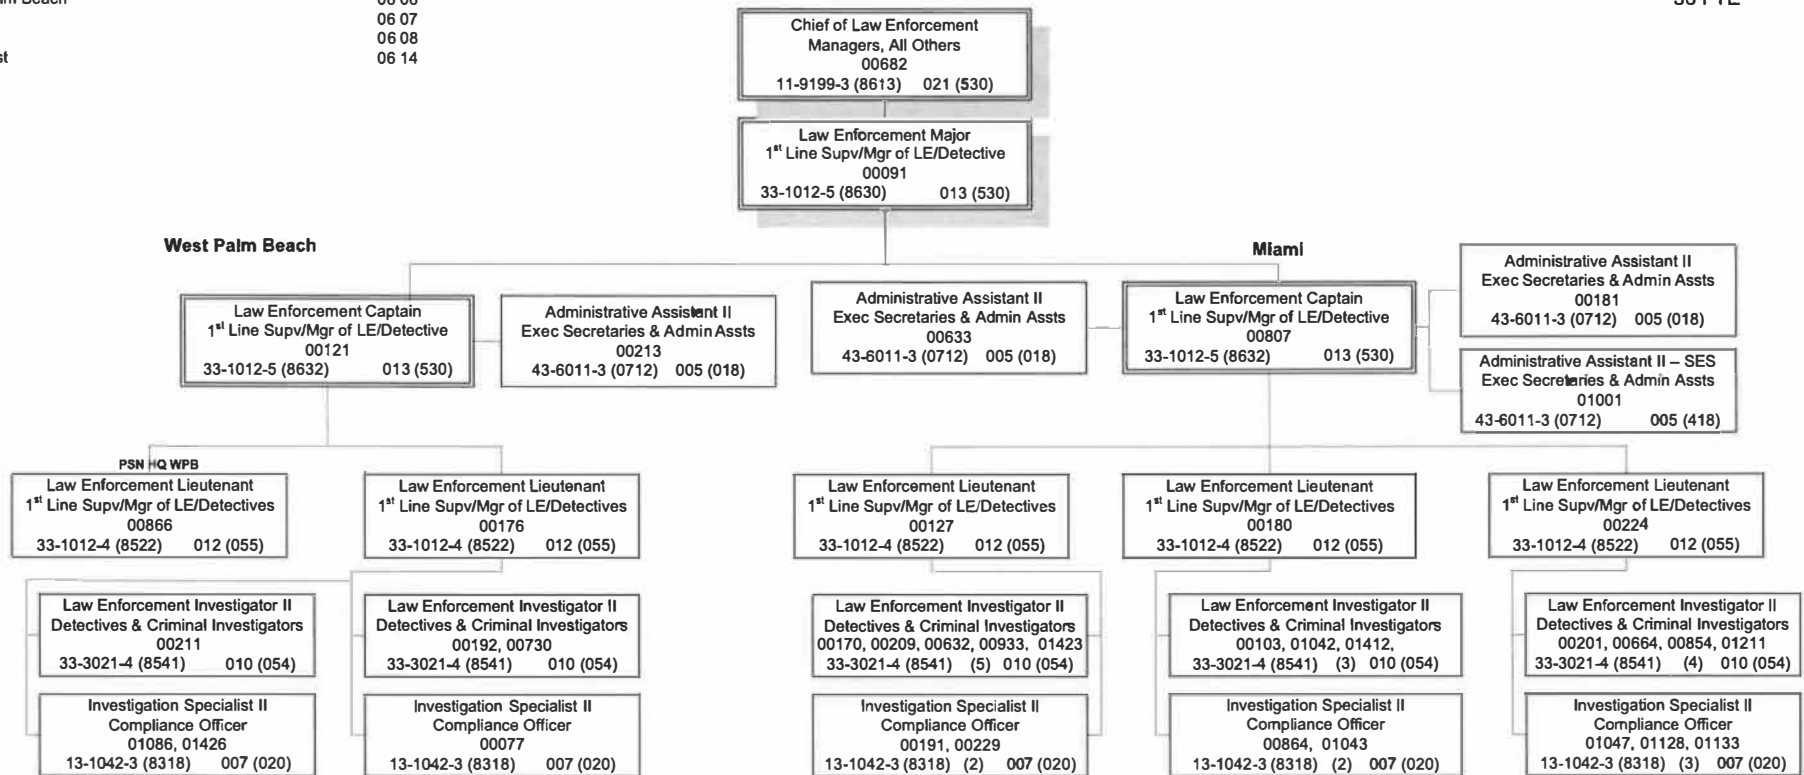 06 07
06 08
06 14
Chief of Law Enforcement
Managers, All Others
00682
11-9199-3 (8613) 021 (530)
Law Enforcement Major
1st Line Supv/Mgr of LE/Detective
00091
33-1012-5 (8630) 013 (530)
West Palm Beach
Miami
Law Enforcement Captain
1st Line Supv/Mgr of LE/Detective
00121
33-1012-5 (8632) 013 (530)
Administrative Assistant II
Exec Secretaries & Admin Assts
00213
43-6011-3 (0712) 005 (018)
Administrative Assistant II
Exec Secretaries & Admin Assts
00633
43-6011-3 (0712) 005 (018)
Law Enforcement Captain
1st Line Supv/Mgr of LE/Detective
00807
33-1012-5 (8632) 013 (530)
Administrative Assistant II
Exec Secretaries & Admin Assts
00181
43-6011-3 (0712) 005 (018)
Administrative Assistant II – SES
Exec Secretaries & Admin Assts
01001
43-6011-3 (0712) 005 (418)
PSN HQ WPB
Law Enforcement Lieutenant
1st Line Supv/Mgr of LE/Detectives
00866
33-1012-4 (8522) 012 (055)
Law Enforcement Lieutenant
1st Line Supv/Mgr of LE/Detectives
00176
33-1012-4 (8522) 012 (055)
Law Enforcement Lieutenant
1st Line Supv/Mgr of LE/Detectives
00127
33-1012-4 (8522) 012 (055)
Law Enforcement Lieutenant
1st Line Supv/Mgr of LE/Detectives
00180
33-1012-4 (8522) 012 (055)
Law Enforcement Lieutenant
1st Line Supv/Mgr of LE/Detectives
00224
33-1012-4 (8522) 012 (055)
Law Enforcement Investigator II
Detectives & Criminal Investigators
00211
33-3021-4 (8541) 010 (054)
Law Enforcement Investigator II
Detectives & Criminal Investigators
00192, 00730
33-3021-4 (8541) 010 (054)
Law Enforcement Investigator II
Detectives & Criminal Investigators
00170, 00209, 00632, 00933, 01423
33-3021-4 (8541) (5) 010 (054)
Law Enforcement Investigator II
Detectives & Criminal Investigators
00103, 01042, 01412,
33-3021-4 (8541) (3) 010 (054)
Law Enforcement Investigator II
Detectives & Criminal Investigators
00201, 00664, 00854, 01211
33-3021-4 (8541) (4) 010 (054)
Investigation Specialist II
Compliance Officer
01086, 01426
13-1042-3 (8318) 007 (020)
Investigation Specialist II
Compliance Officer
00077
13-1042-3 (8318) 007 (020)
Investigation Specialist II
Compliance Officer
00191, 00229
13-1042-3 (8318) (2) 007 (020)
Investigation Specialist II
Compliance Officer
00864, 01043
13-1042-3 (8318) (2) 007 (020)
Investigation Specialist II
Compliance Officer
01047, 01128, 01133
13-1042-3 (8318) (3) 007 (020)